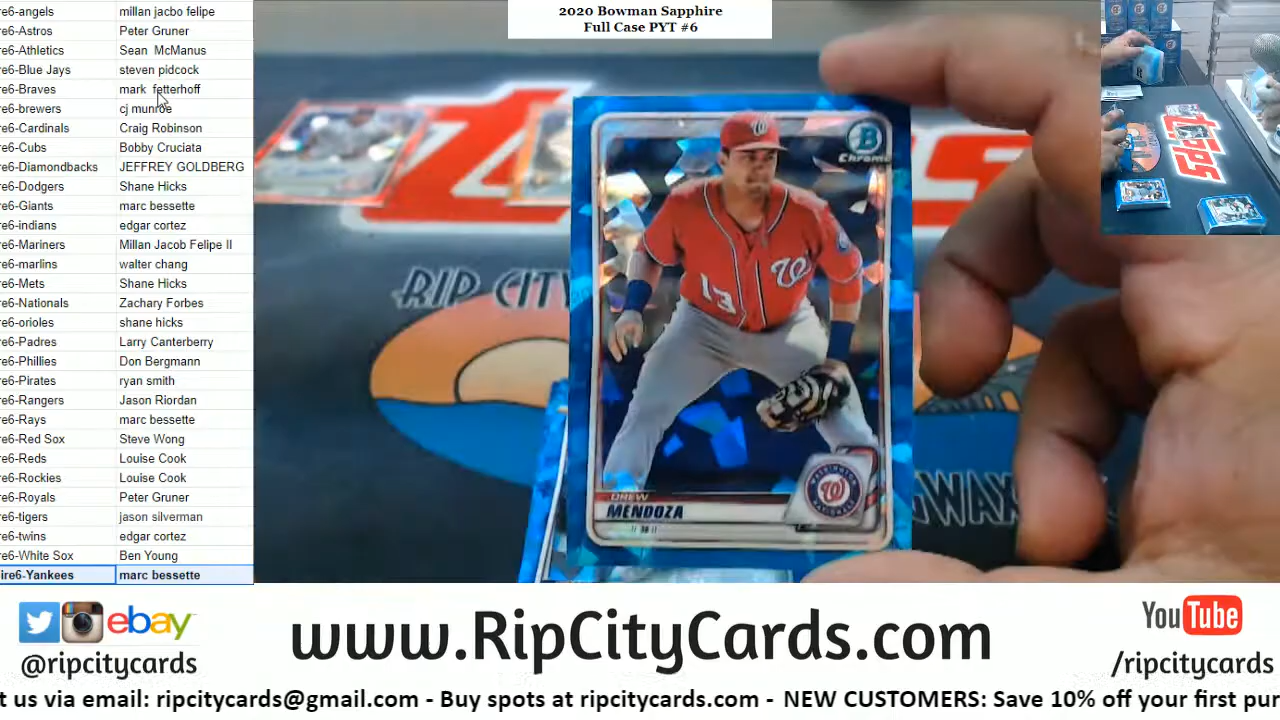 2020 Bowman Sapphire
Full Case PYT #6
re6-angels millan jacbo felipe
re6-Astros Peter Gruner
re6-Athletics Sean McManus
re6-Blue Jays steven pidcock
re6-Braves mark fetterhoff
re6-brewers cj munroe
re6-Cardinals Craig Robinson
re6-Cubs Bobby Cruciata
re6-Diamondbacks JEFFREY GOLDBERG
re6-Dodgers Shane Hicks
re6-Giants marc bessette
re6-indians edgar cortez
re6-Mariners Millan Jacob Felipe II
re6-marlins walter chang
re6-Mets Shane Hicks
re6-Nationals Zachary Forbes
re6-orioles shane hicks
re6-Padres Larry Canterberry
re6-Phillies Don Bergmann
re6-Pirates ryan smith
re6-Rangers Jason Riordan
re6-Rays marc bessette
re6-Red Sox Steve Wong
re6-Reds Louise Cook
re6-Rockies Louise Cook
re6-Royals Peter Gruner
re6-tigers jason silverman
re6-twins edgar cortez
re6-White Sox Ben Young
ire6-Yankees marc bessette
B
Chrome
W
13 W
RIP CITY
WAX
DREW
MENDOZA
1B
WASHINGTON
W
NATIONALS
topps
ebay
@ripcitycards
www.RipCityCards.com
YouTube
/ripcitycards
t us via email: ripcitycards@gmail.com - Buy spots at ripcitycards.com - NEW CUSTOMERS: Save 10% off your first pur